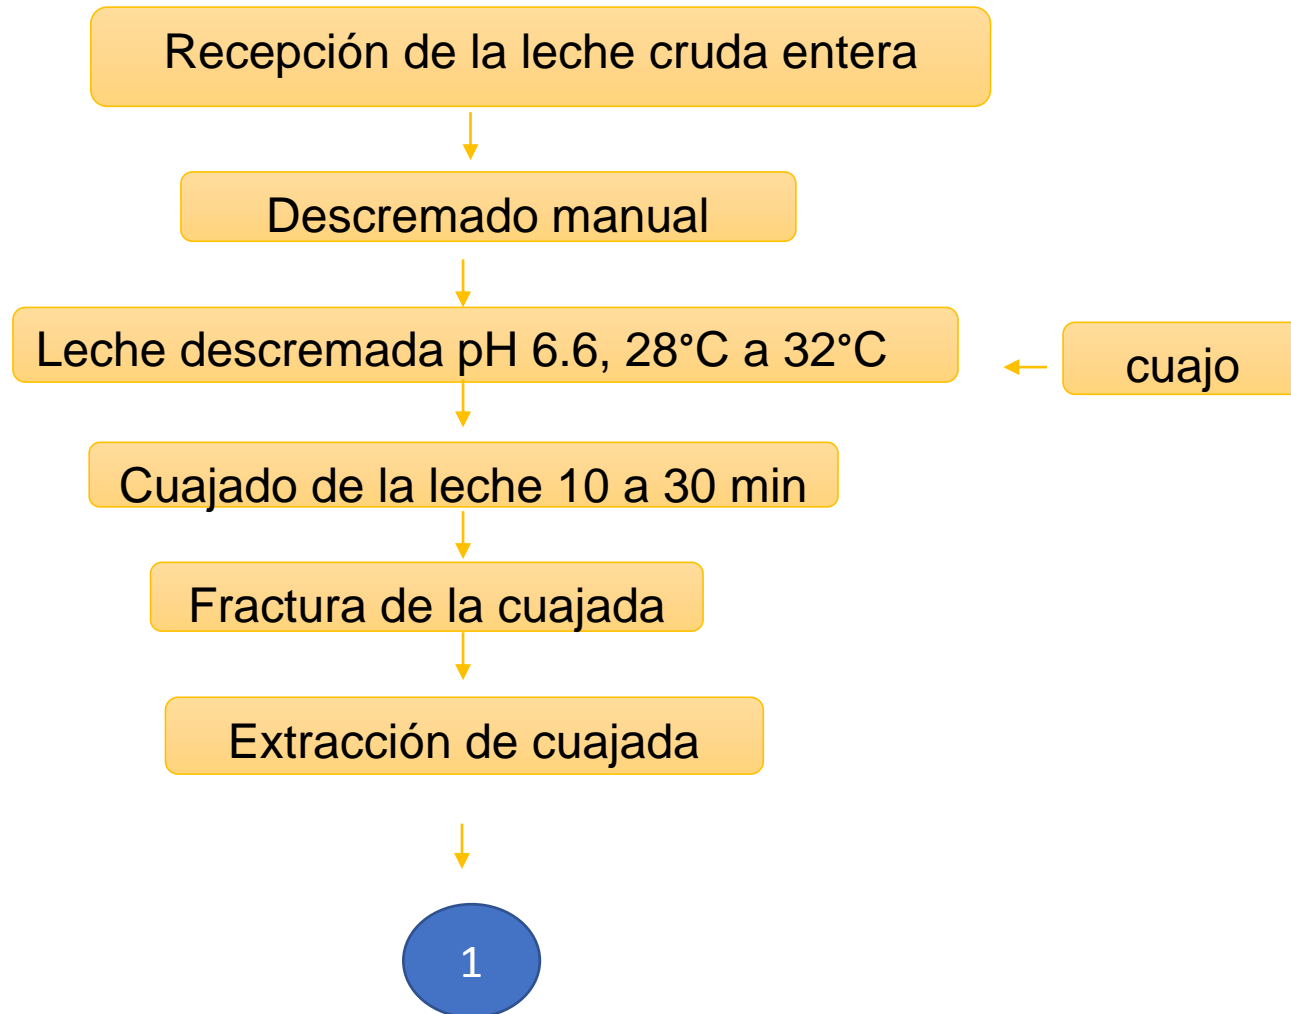 Recepción de la leche cruda entera
Descremado manual
Leche descremada pH 6.6, 28°C a 32°C
cuajo
Cuajado de la leche 10 a 30 min
Fractura de la cuajada
Extracción de cuajada
1